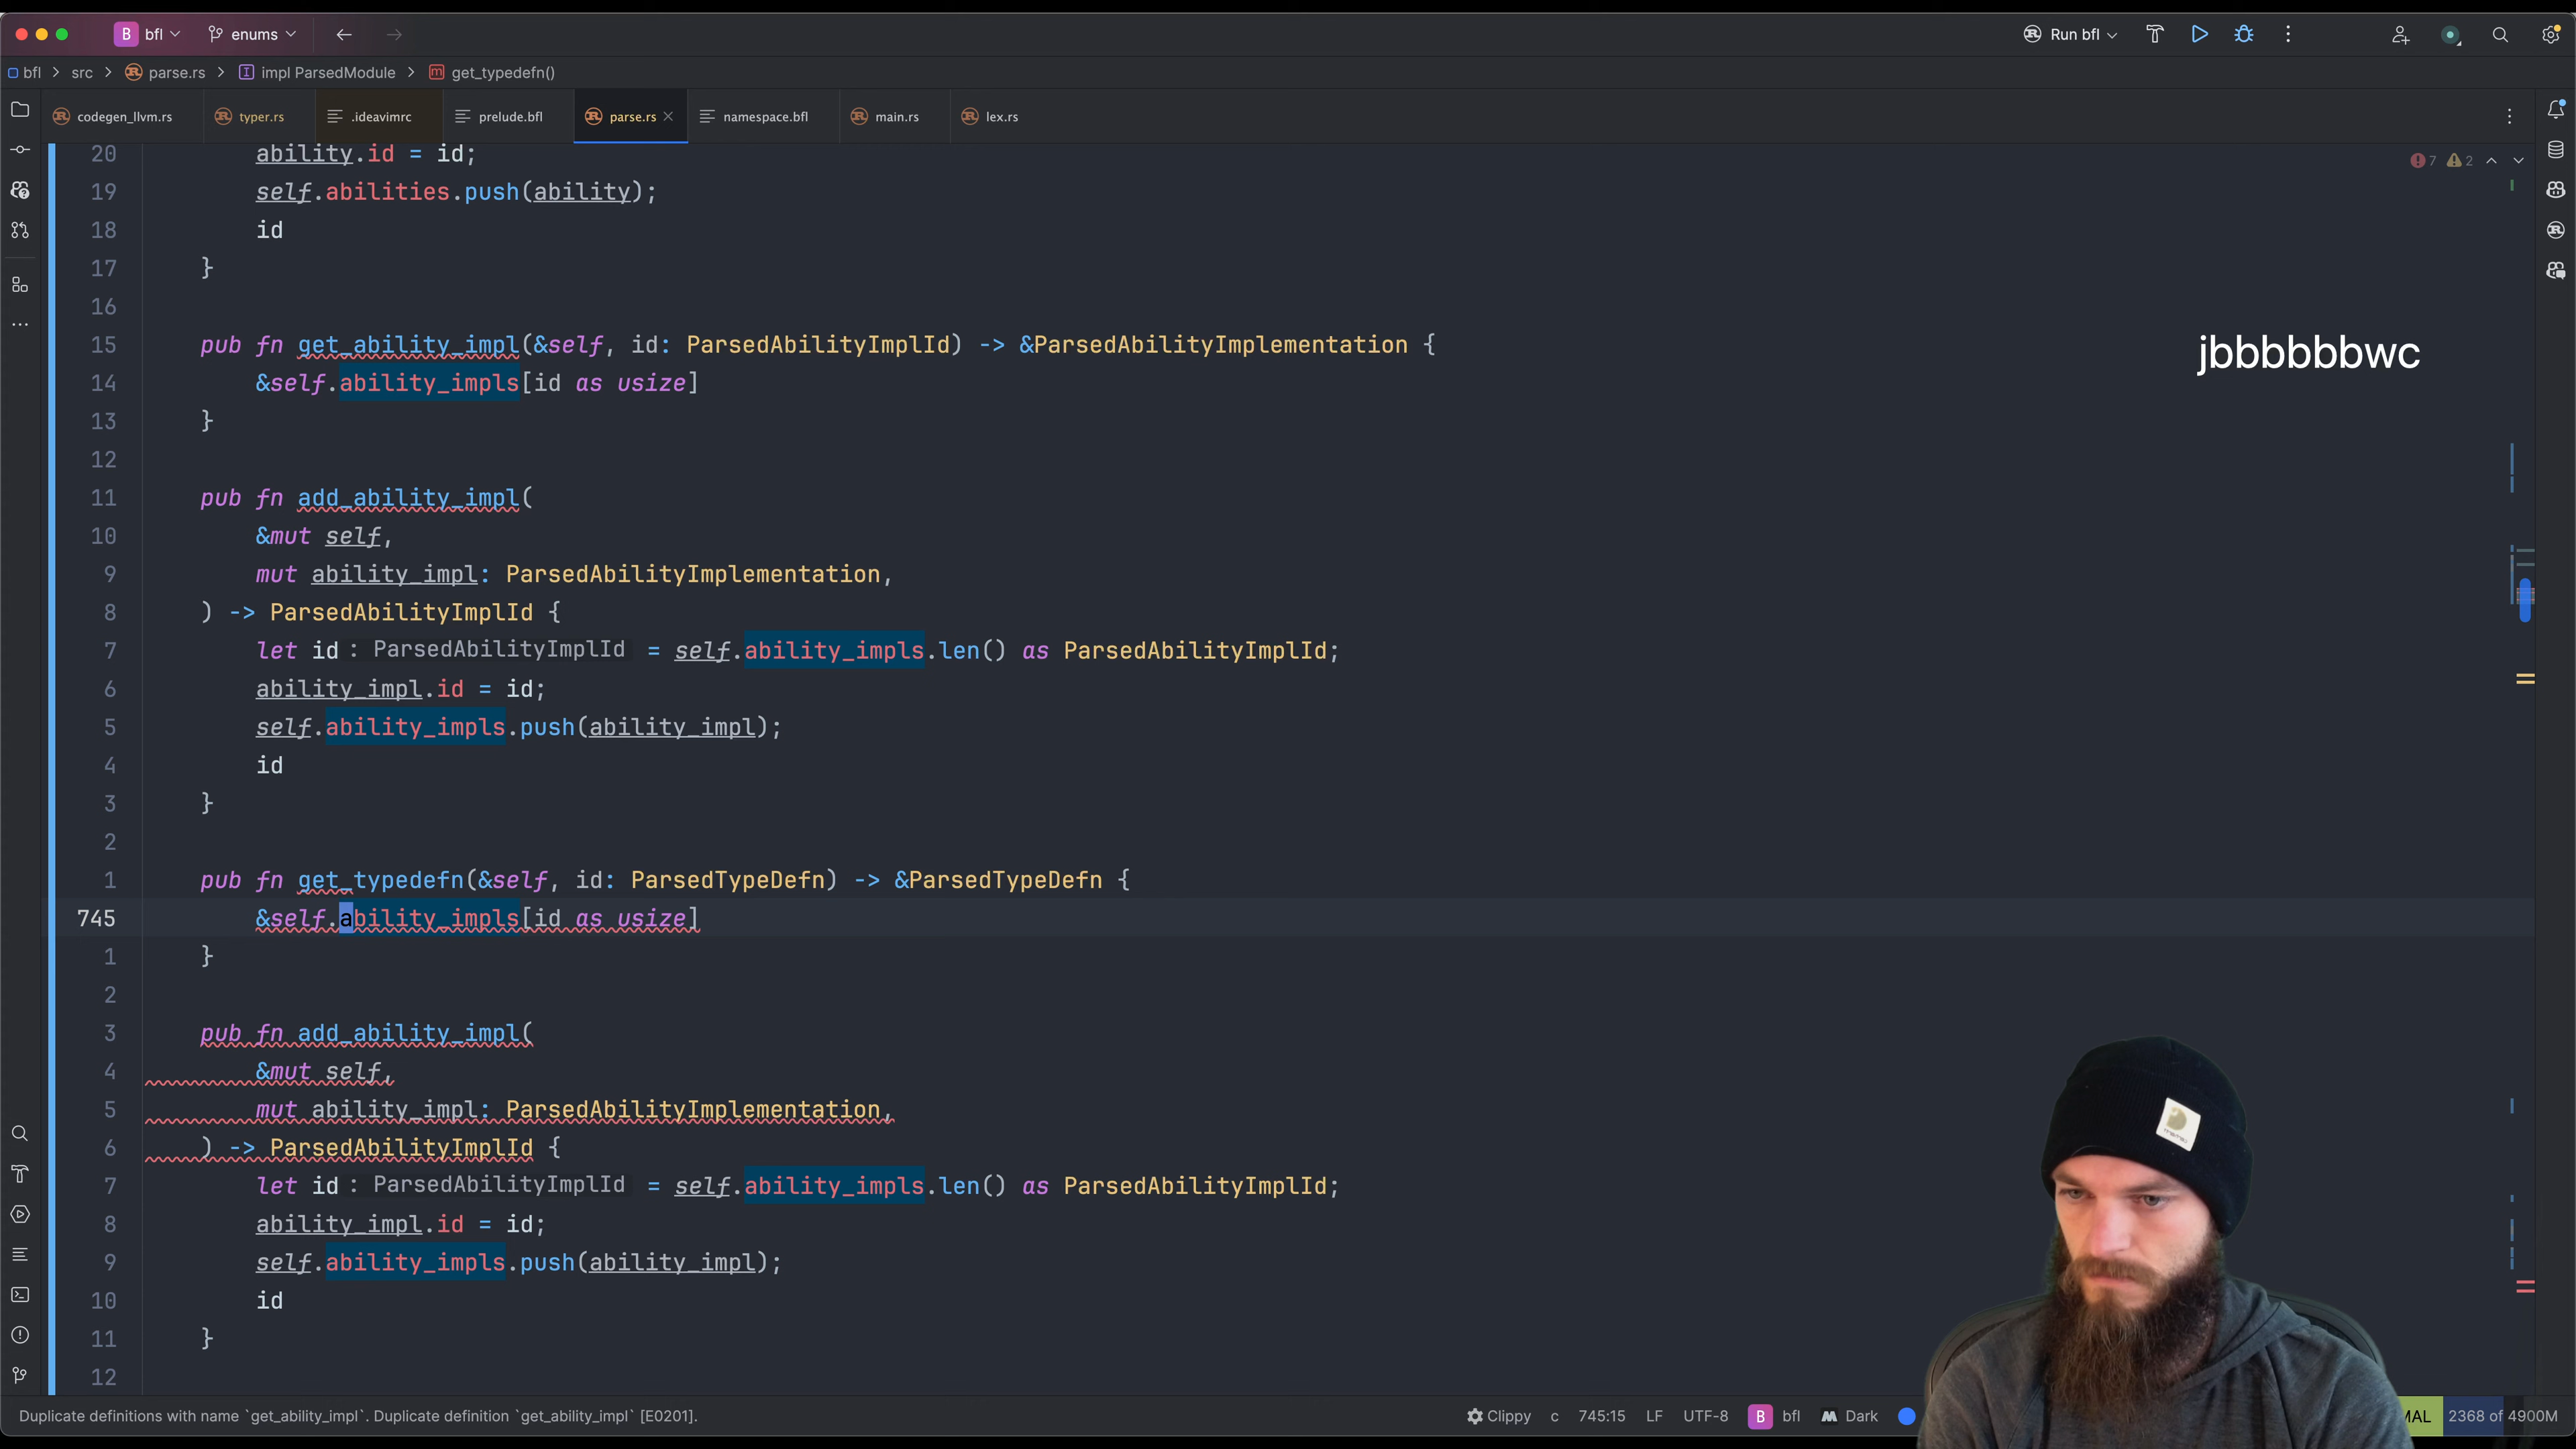 B bfl enums Run bfl
bfl > src > parse.rs > impl ParsedModule > get_typedefn()
codegen_llvm.rs typer.rs .ideavimrc prelude.bfl parse.rs namespace.bfl main.rs lex.rs
20 ability.id = id; 7 2
19 self.abilities.push(ability);
18 id
17 }
16
15 pub fn get_ability_impl(&self, id: ParsedAbilityImplId) -> &ParsedAbilityImplementation {
jbbbbbbwc
14 &self.ability_impls[id as usize]
13 }
12
11 pub fn add_ability_impl(
10 &mut self,
9 mut ability_impl: ParsedAbilityImplementation,
8 ) -> ParsedAbilityImplId {
7 let id : ParsedAbilityImplId = self.ability_impls.len() as ParsedAbilityImplId;
6 ability_impl.id = id;
5 self.ability_impls.push(ability_impl);
4 id
3 }
2
1 pub fn get_typedefn(&self, id: ParsedTypeDefn) -> &ParsedTypeDefn {
745 &self.ability_impls[id as usize]
1 }
2
3 pub fn add_ability_impl(
4 &mut self,
5 mut ability_impl: ParsedAbilityImplementation,
6 ) -> ParsedAbilityImplId {
7 let id : ParsedAbilityImplId = self.ability_impls.len() as ParsedAbilityImplId;
8 ability_impl.id = id;
9 self.ability_impls.push(ability_impl);
10 id
11 }
12
Duplicate definitions with name `get_ability_impl`. Duplicate definition `get_ability_impl` [E0201]. Clippy c 745:15 LF UTF-8 B bfl Dark 2368 of 4900M